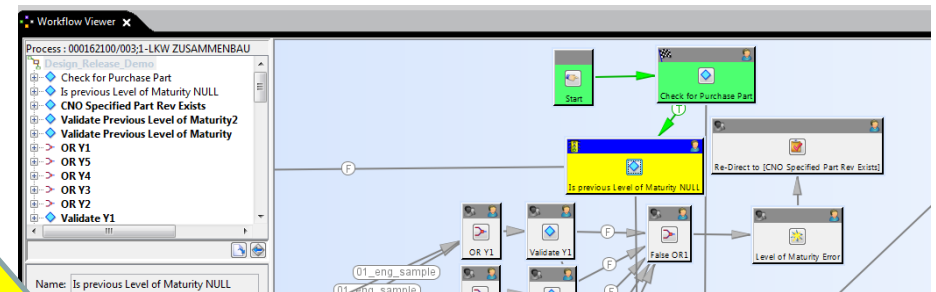 Workflow Viewer
Process : 000162100/003;1-LKW ZUSAMMENBAU
Design_Release_Demo
Check for Purchase Part
Is previous Level of Maturity NULL
CNO Specified Part Rev Exists
Validate Previous Level of Maturity2
Validate Previous Level of Maturity
OR Y1
OR Y5
OR Y4
OR Y3
OR Y2
Validate Y1
Name: Is previous Level of Maturity NULL
Start
Check for Purchase Part
T
F
Is previous Level of Maturity NULL
Re-Direct to [CNO Specified Part Rev Exists]
OR Y1
Validate Y1
F
False OR1
Level of Maturity Error
01_eng_sample
F
01_eng_sample
F